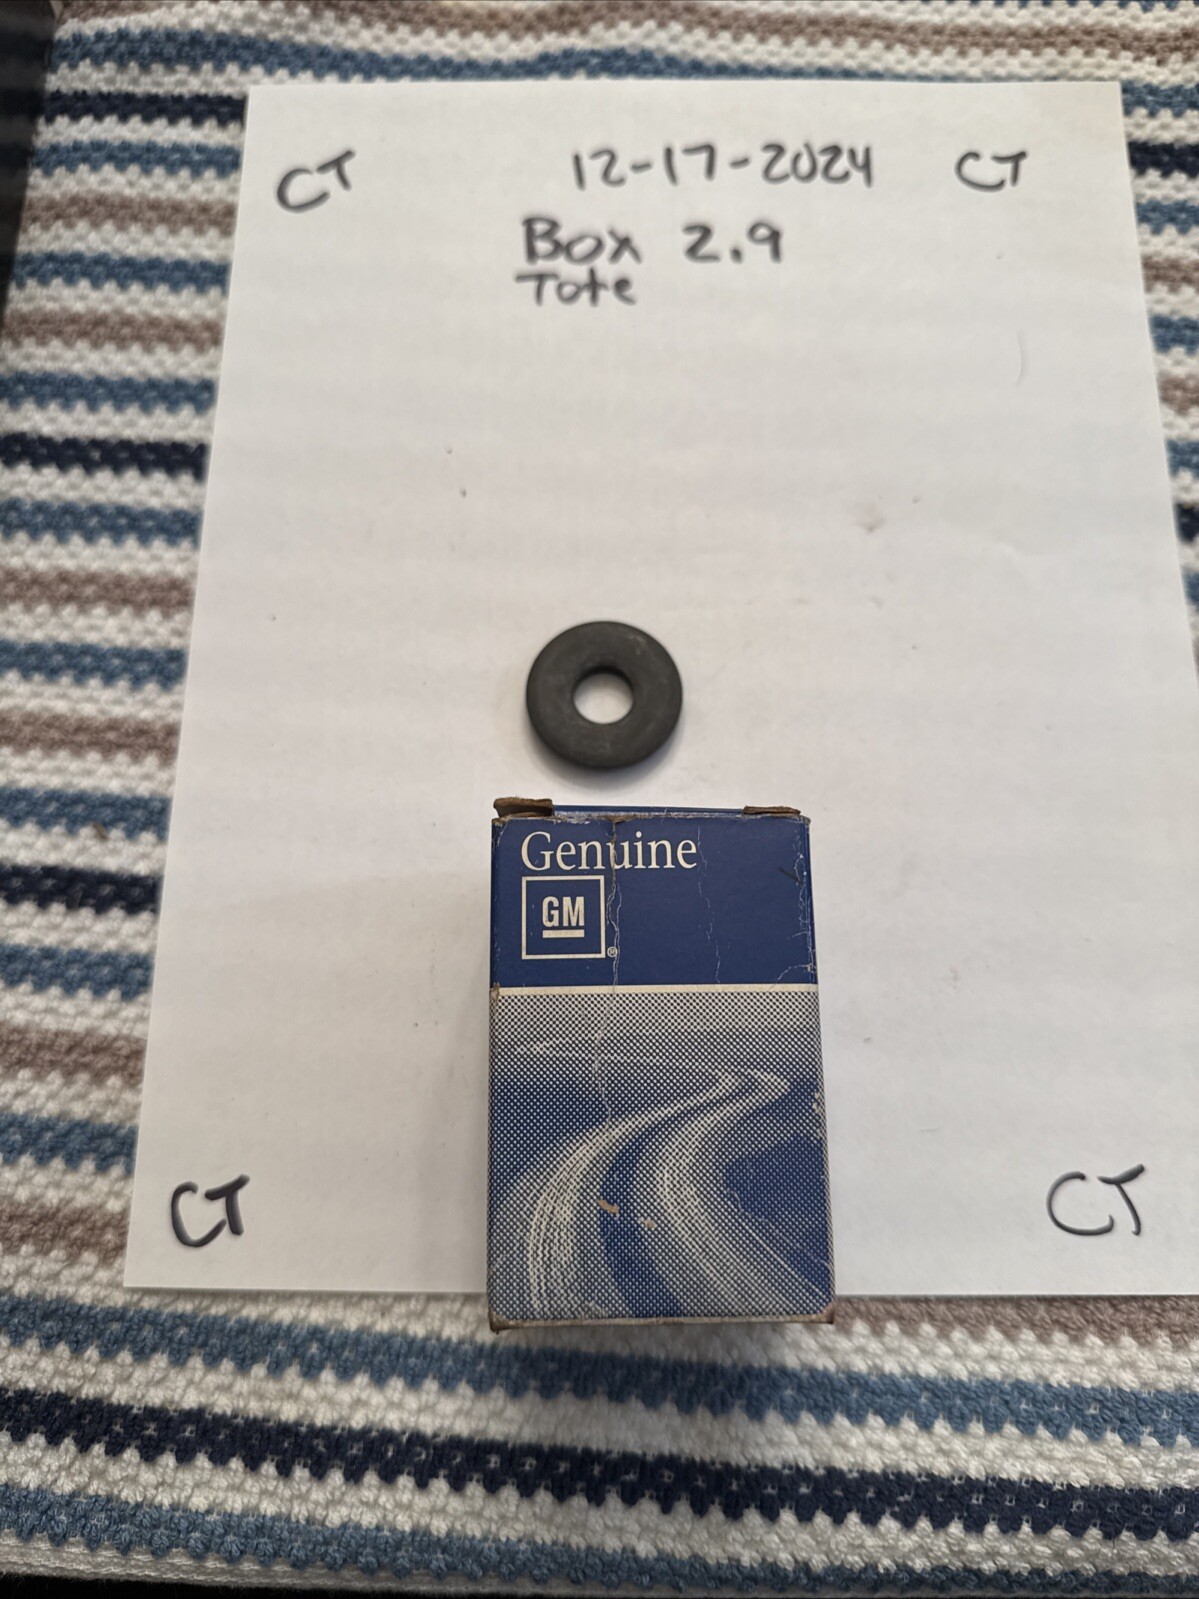 CT 12-17-2024 CT
Box 2.9
Tote
Genuine
GM
®
CT CT